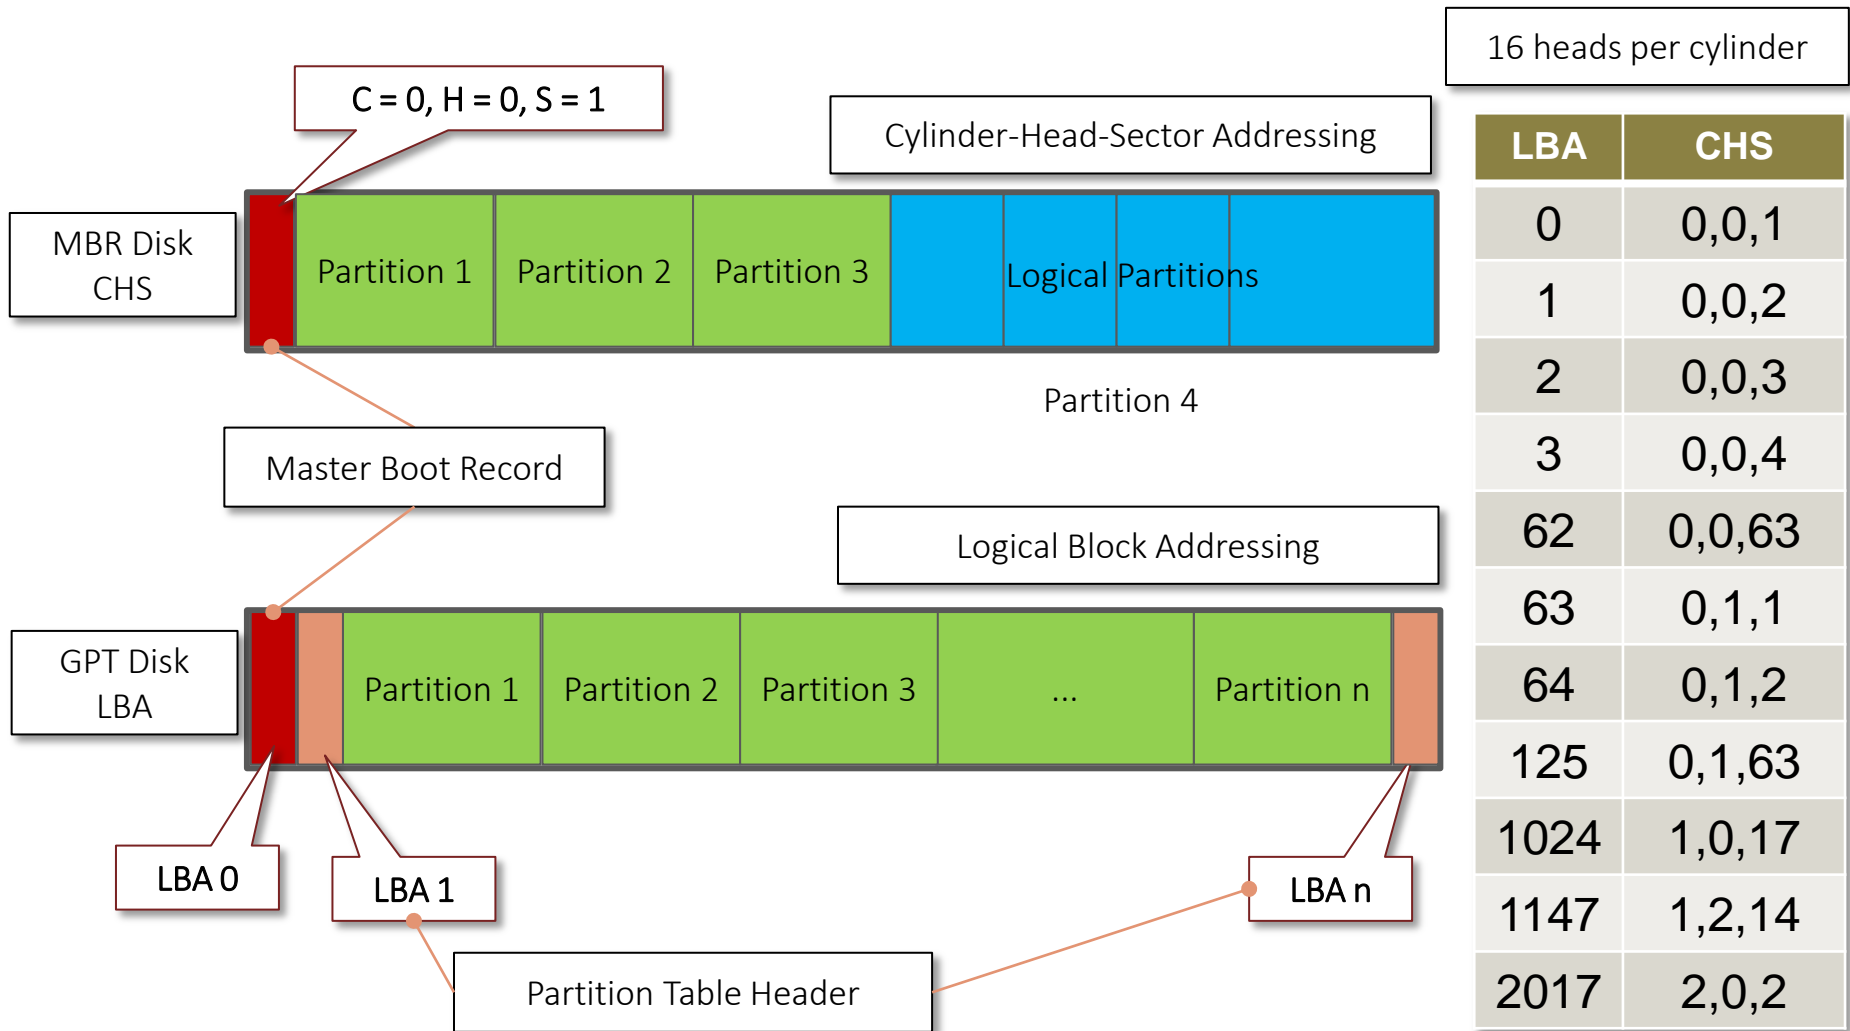 16 heads per cylinder
C = 0, H = 0, S = 1
Cylinder-Head-Sector Addressing
MBR Disk
CHS
Partition 1
Partition 2
Partition 3
Logical Partitions
Partition 4
Master Boot Record
Logical Block Addressing
GPT Disk
LBA
Partition 1
Partition 2
Partition 3
...
Partition n
LBA 0
LBA 1
LBA n
Partition Table Header
LBA CHS
0 0,0,1
1 0,0,2
2 0,0,3
3 0,0,4
62 0,0,63
63 0,1,1
64 0,1,2
125 0,1,63
1024 1,0,17
1147 1,2,14
2017 2,0,2